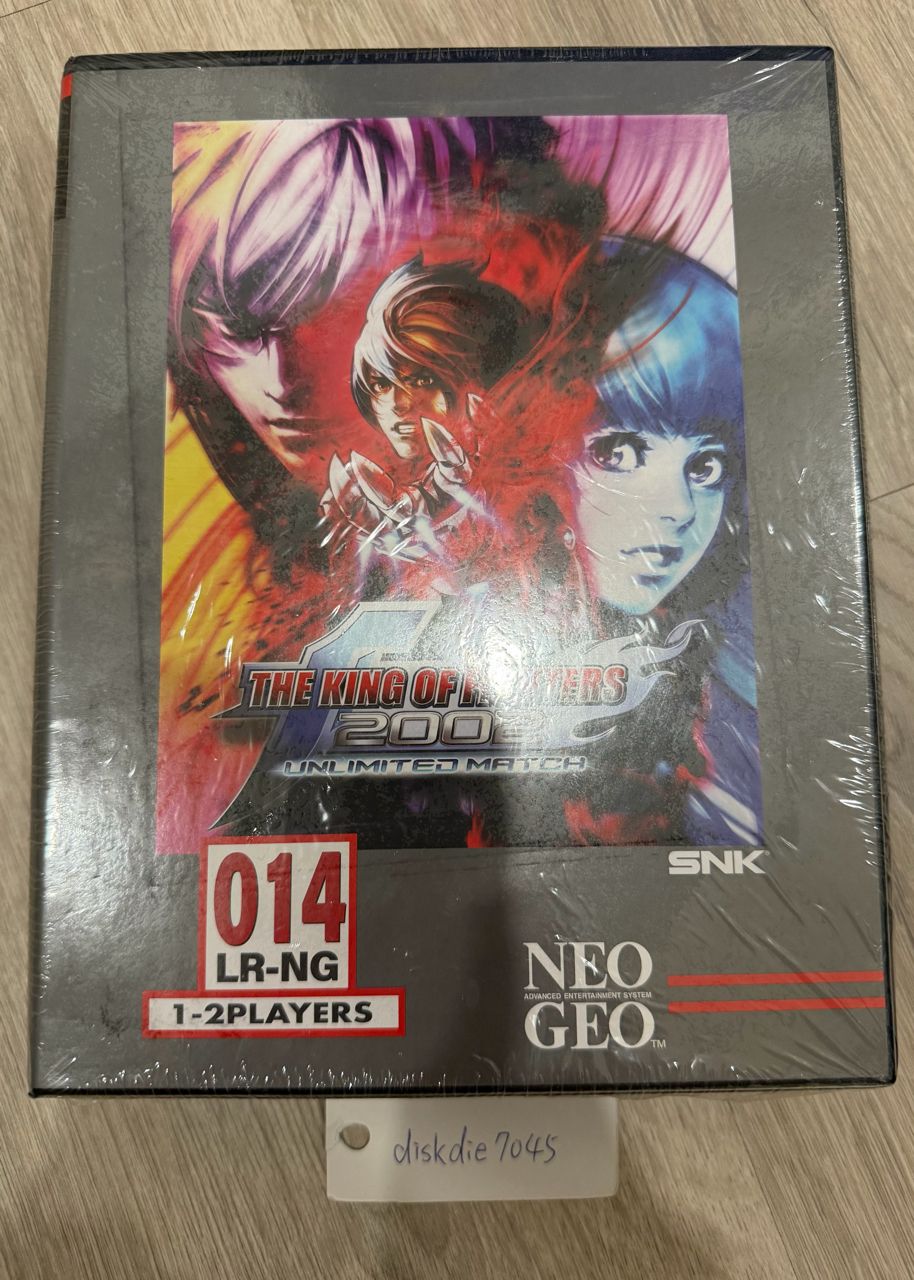 THE KING OF FIGHTERS
2002
UNLIMITED MATCH
SNK
014
LR-NG
1-2PLAYERS
NEO
ADVANCED ENTERTAINMENT SYSTEM
GEO TM
diskdie7045